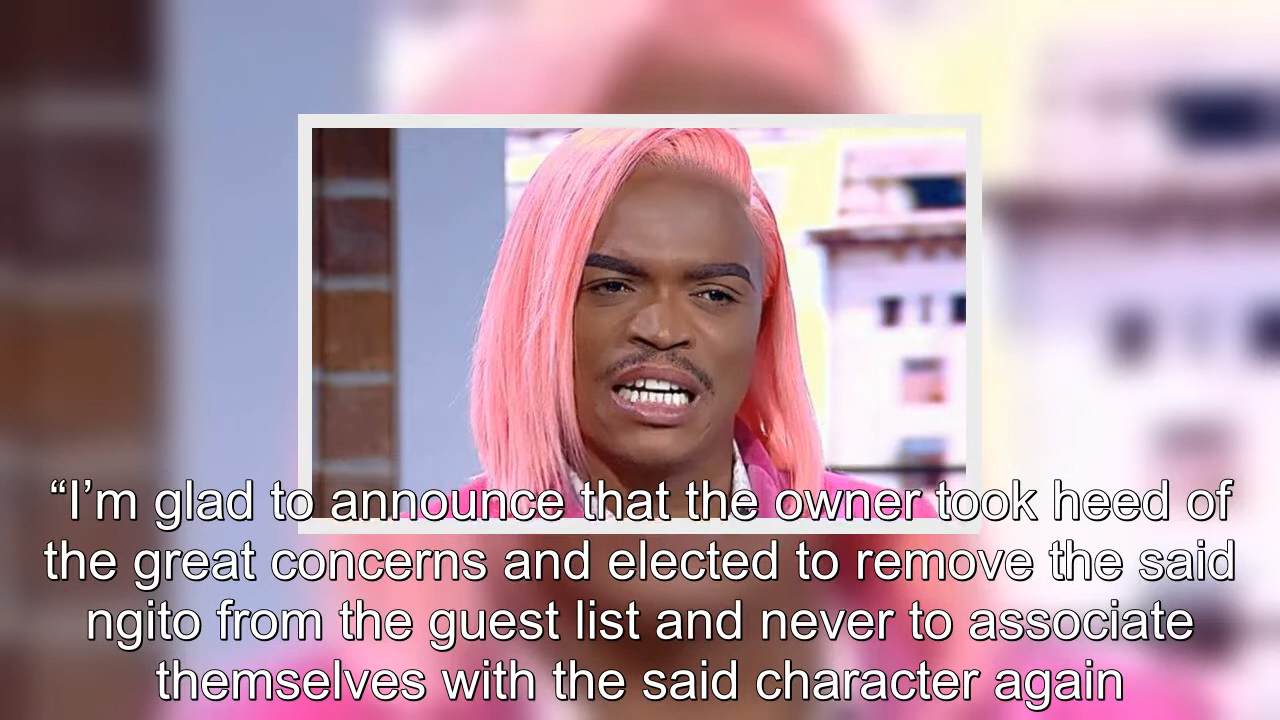 “I’m glad to announce that the owner took heed of
the great concerns and elected to remove the said
ngito from the guest list and never to associate
themselves with the said character again